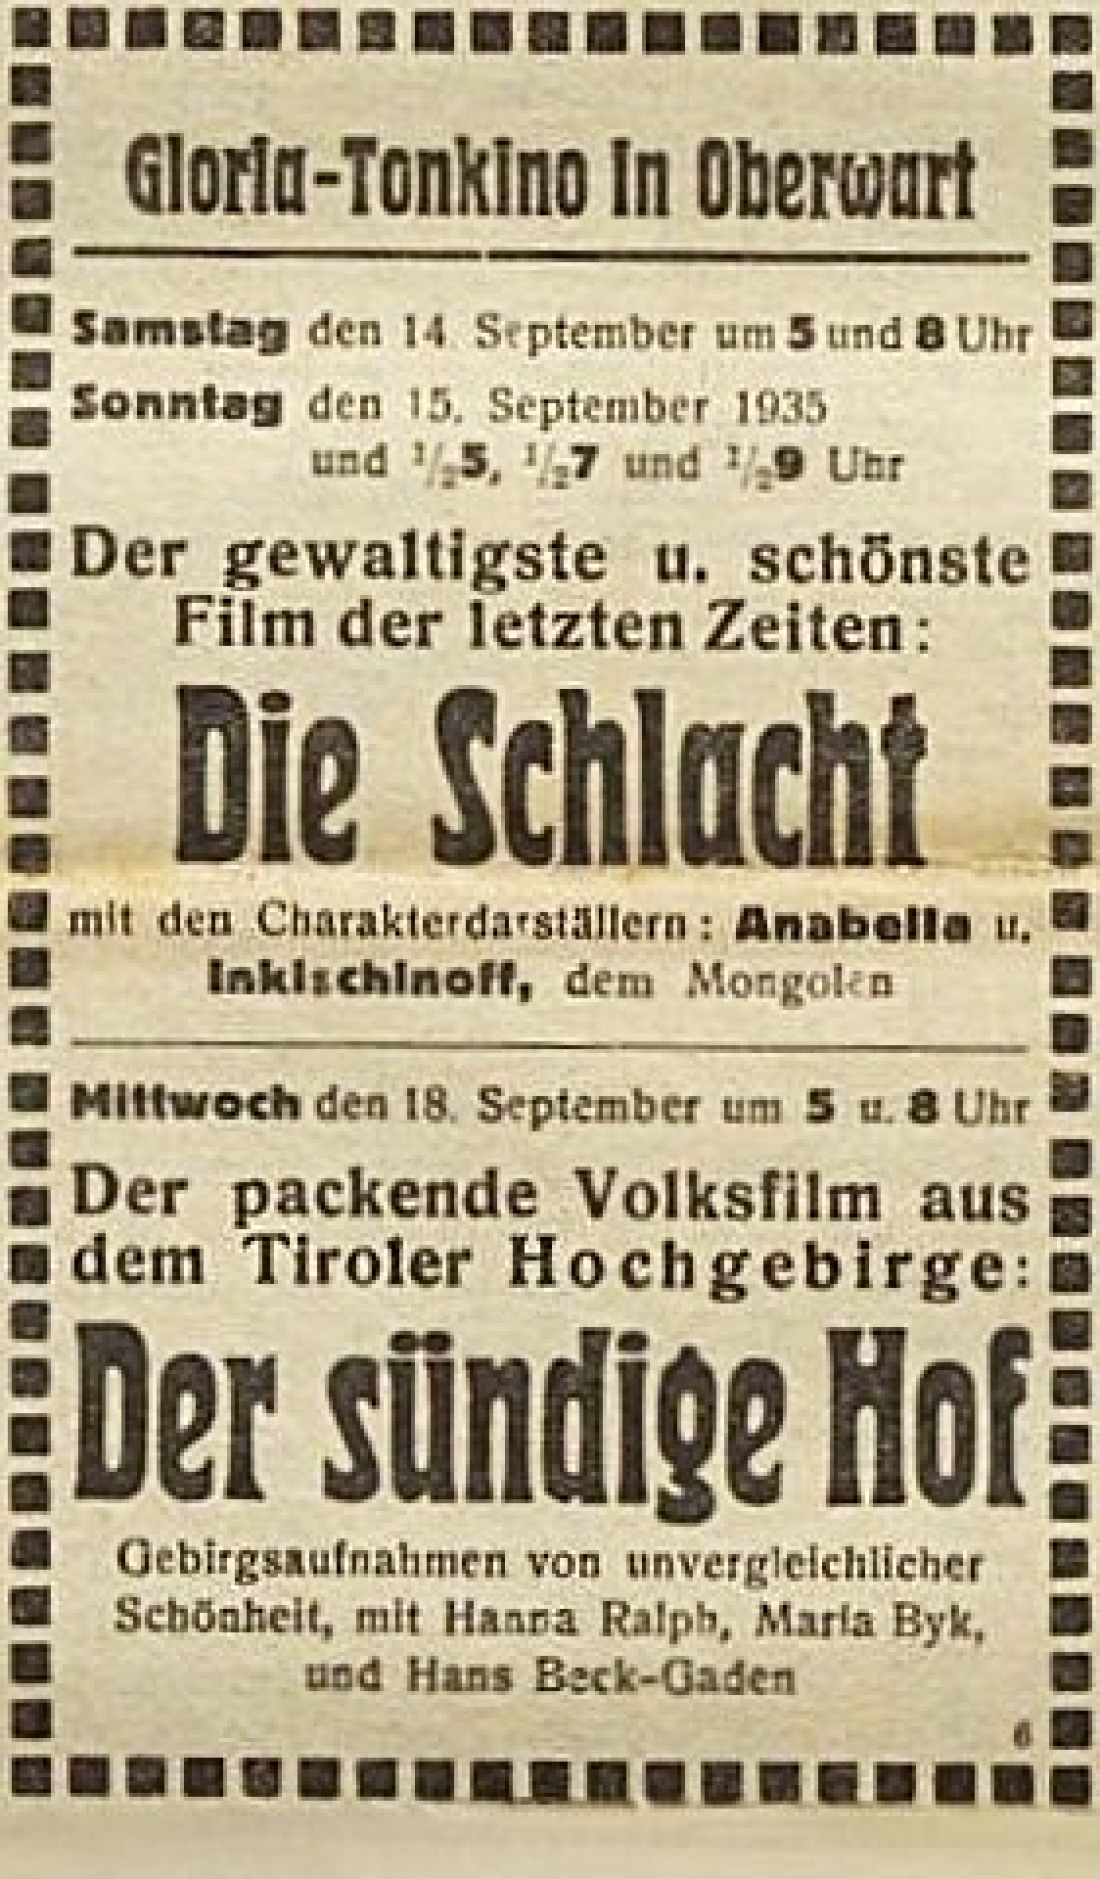 Gloria-Tonkino in Oberwart
Samstag den 14. September um 5 und 8 Uhr
Sonntag den 15. September 1935
und ½5, ½7 und ½9 Uhr
Der gewaltigste u. schönste
Film der letzten Zeiten:
Die Schlacht
mit den Charakterdarställern: Anabella u.
Inkischinoff, dem Mongolen
Mittwoch den 18. September um 5 u. 8 Uhr
Der packende Volksfilm aus
dem Tiroler Hochgebirge:
Der sündige Hof
Gebirgsaufnahmen von unvergleichlicher
Schönheit, mit Hanna Ralph, Maria Byk,
und Hans Beck-Gaden
6